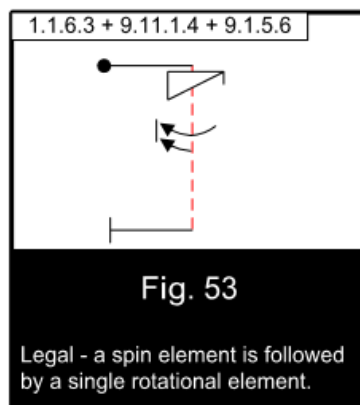 1.1.6.3 + 9.11.1.4 + 9.1.5.6
Fig. 53
Legal - a spin element is followed
by a single rotational element.